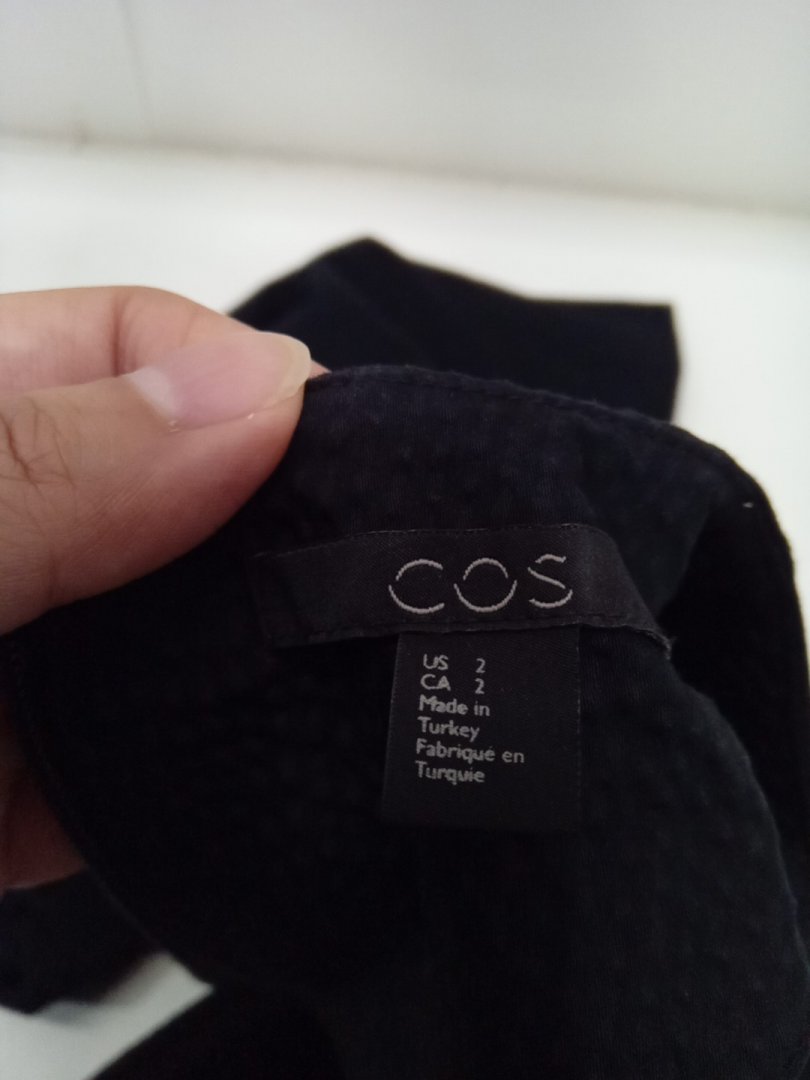 COS
US 2
CA 2
Made in
Turkey
Fabriqué en
Turquie